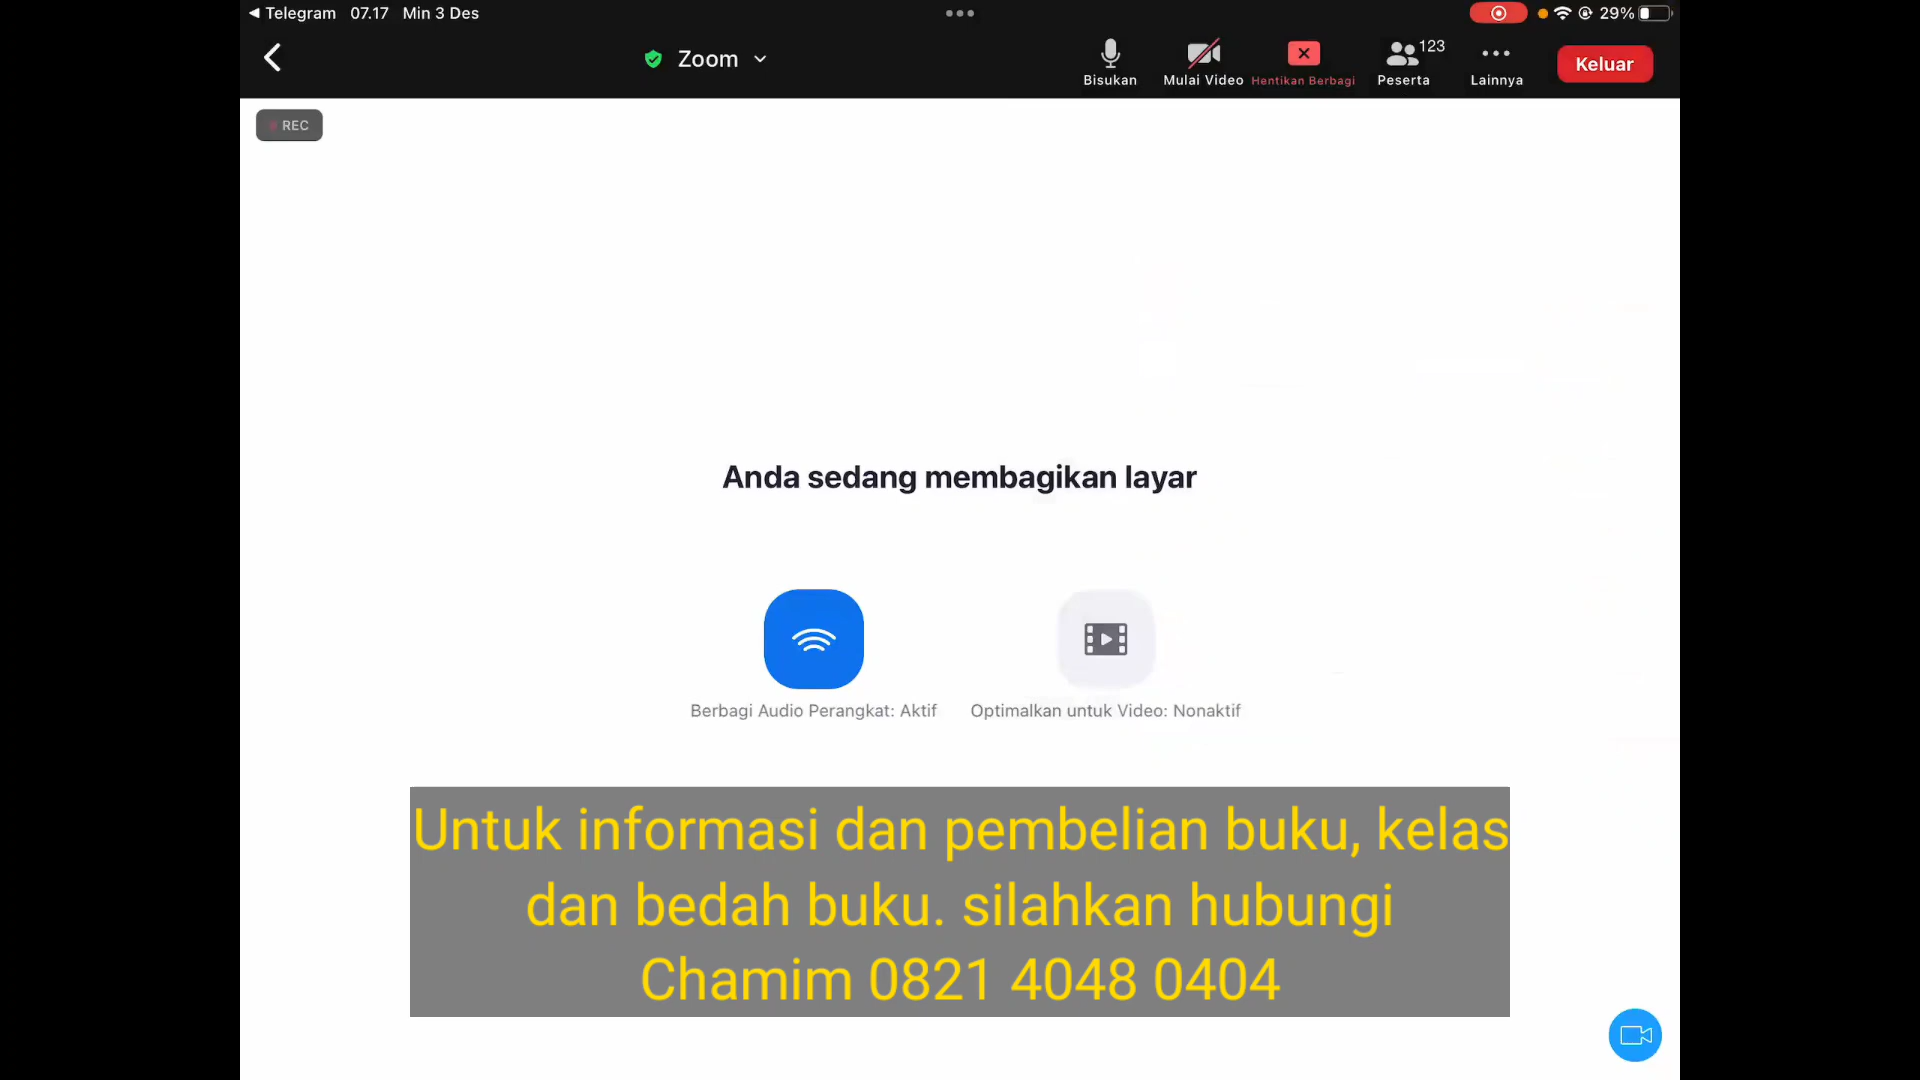 Telegram 07.17 Min 3 Des
29%
Zoom
123
Bisukan Mulai Video Hentikan Berbagi Peserta Lainnya
Keluar
REC
Anda sedang membagikan layar
Berbagi Audio Perangkat: Aktif Optimalkan untuk Video: Nonaktif
Untuk informasi dan pembelian buku, kelas
dan bedah buku. silahkan hubungi
Chamim 0821 4048 0404